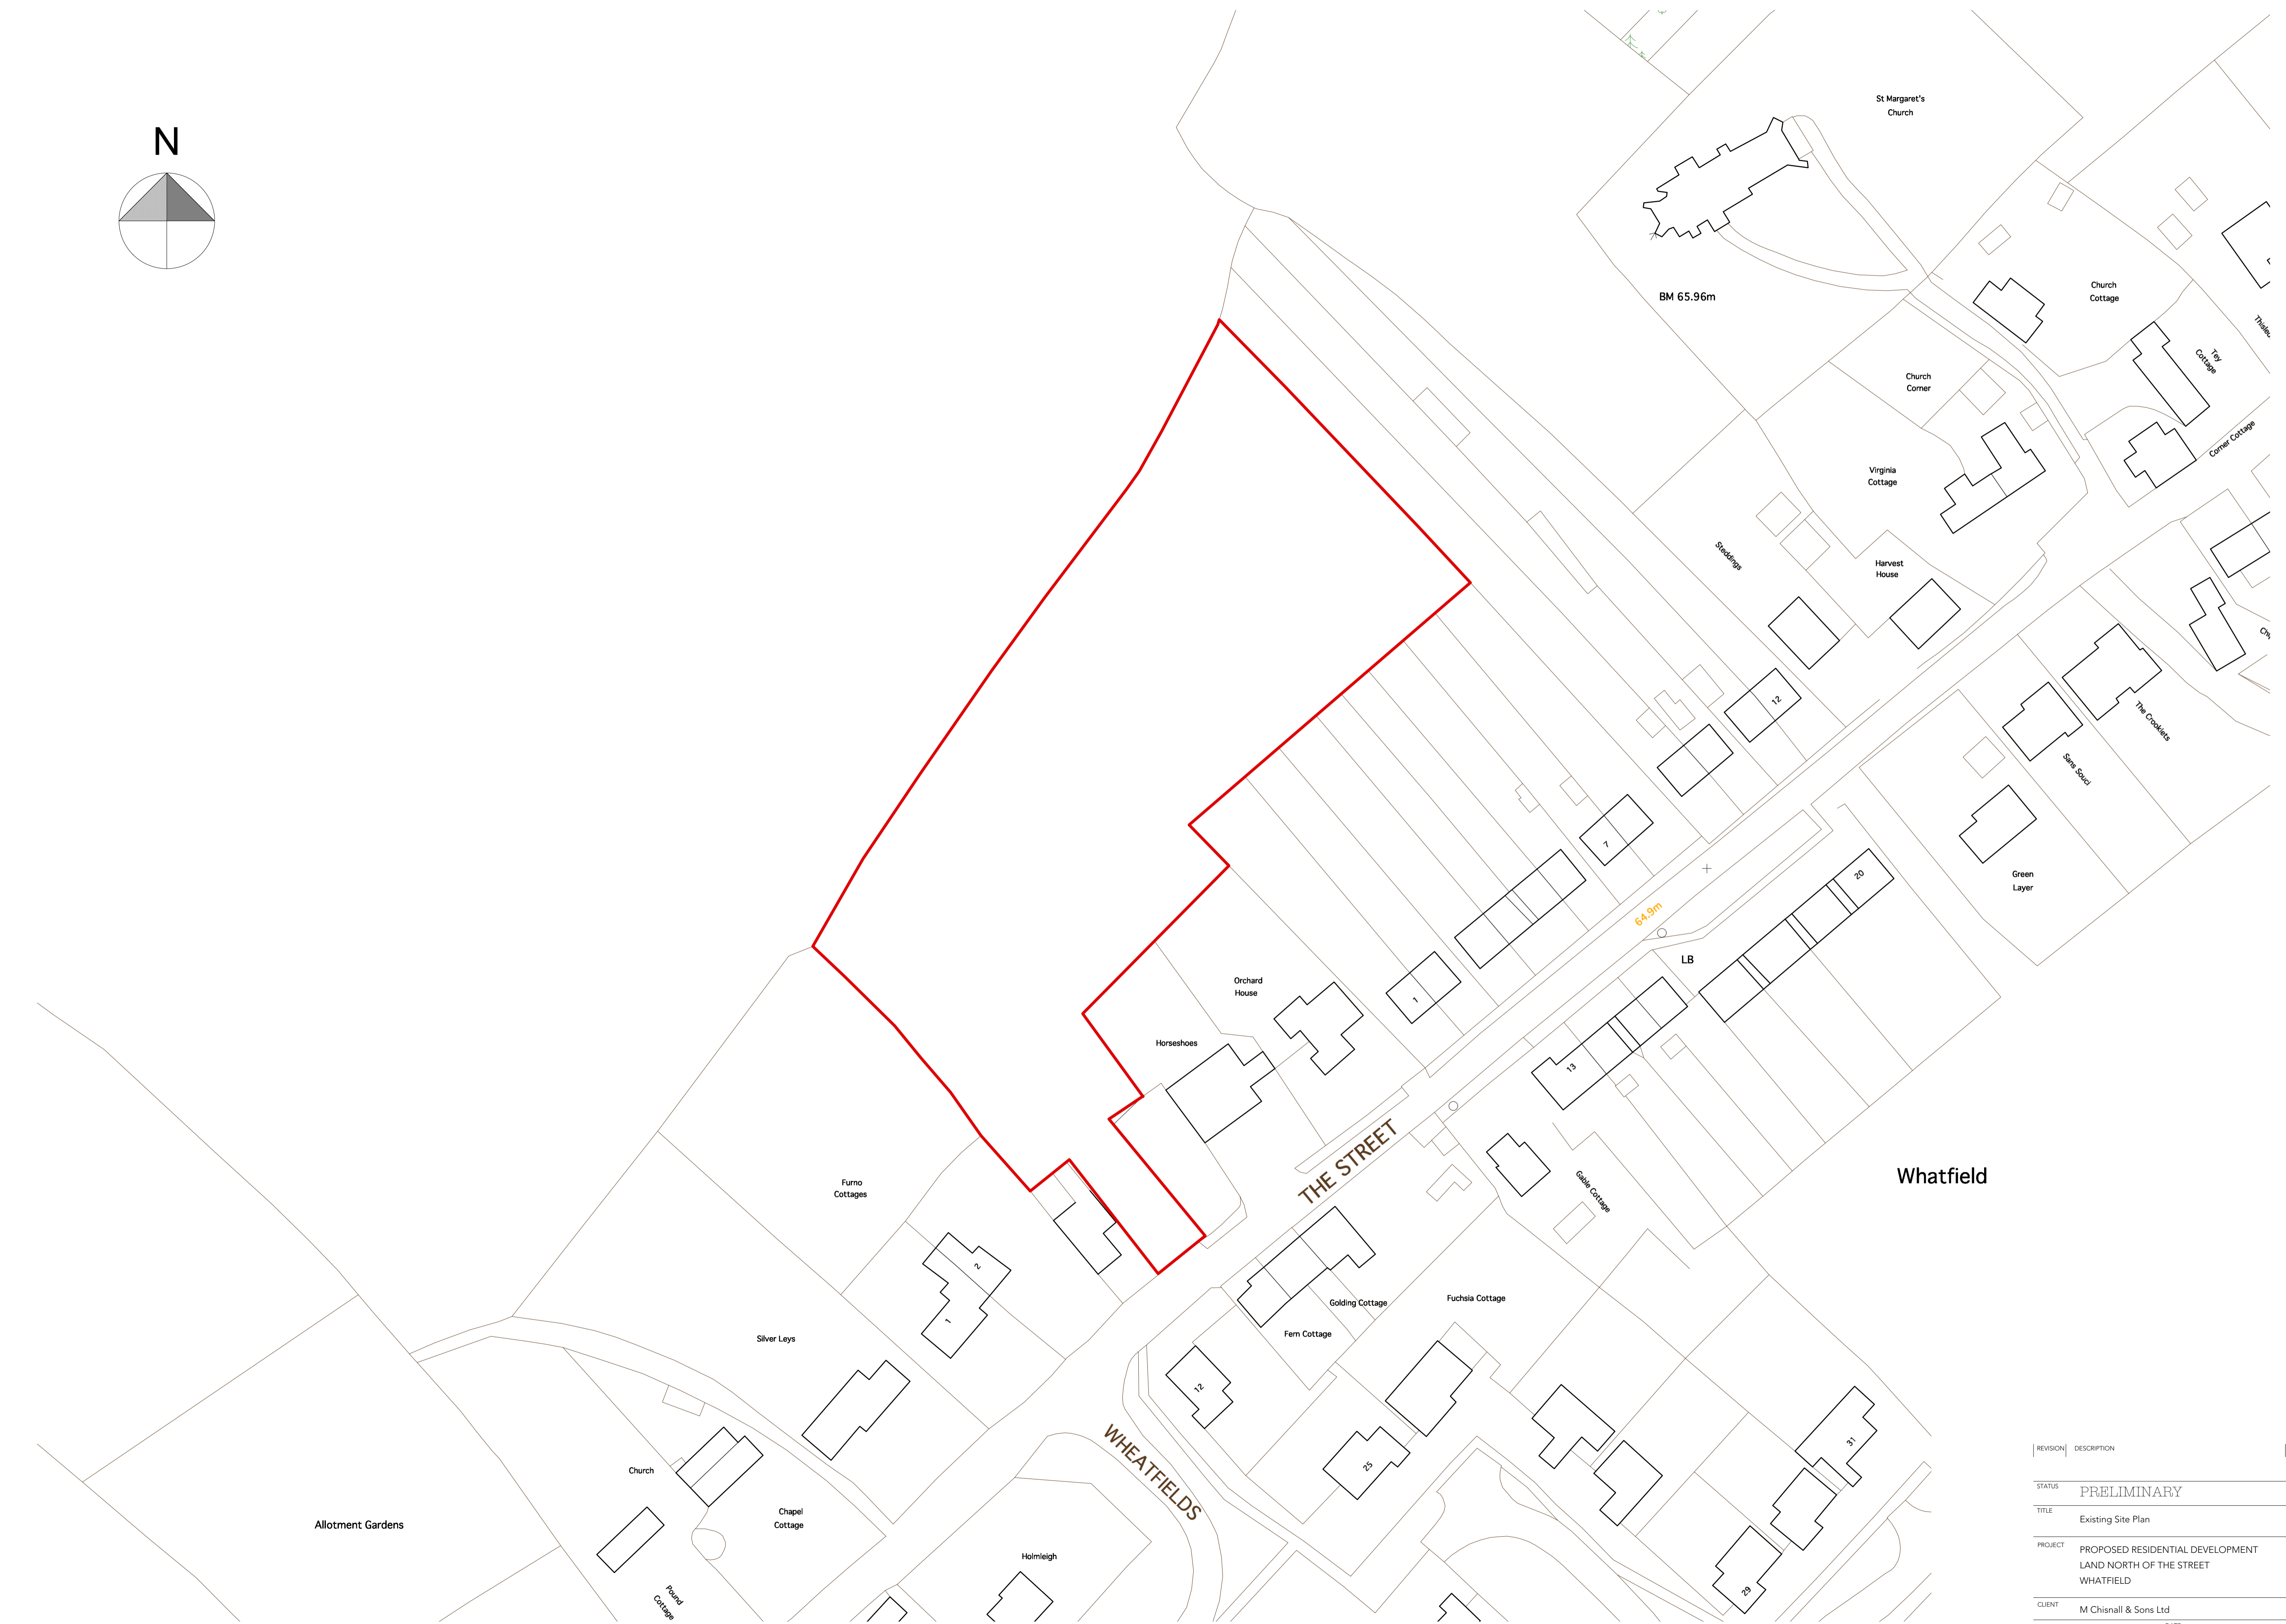 N
St Margaret's
Church
BM 65.96m
Church
Cottage
Tey
Cottage
Church
Corner
Corner Cottage
Virginia
Cottage
Steddings
Harvest
House
12
The Crooklets
Sans Souci
7
Green
Layer
20
64.9m
LB
Orchard
House
1
Horseshoes
13
THE STREET
Gable Cottage
Whatfield
Furno
Cottages
2
1
Golding Cottage
Fuchsia Cottage
Fern Cottage
Silver Leys
12
WHEATFIELDS
25
31
29
Church
Chapel
Cottage
Allotment Gardens
Holmleigh
Pound
Cottage
REVISION DESCRIPTION
STATUS PRELIMINARY
TITLE
Existing Site Plan
PROJECT PROPOSED RESIDENTIAL DEVELOPMENT
LAND NORTH OF THE STREET
WHATFIELD
CLIENT M Chisnall & Sons Ltd